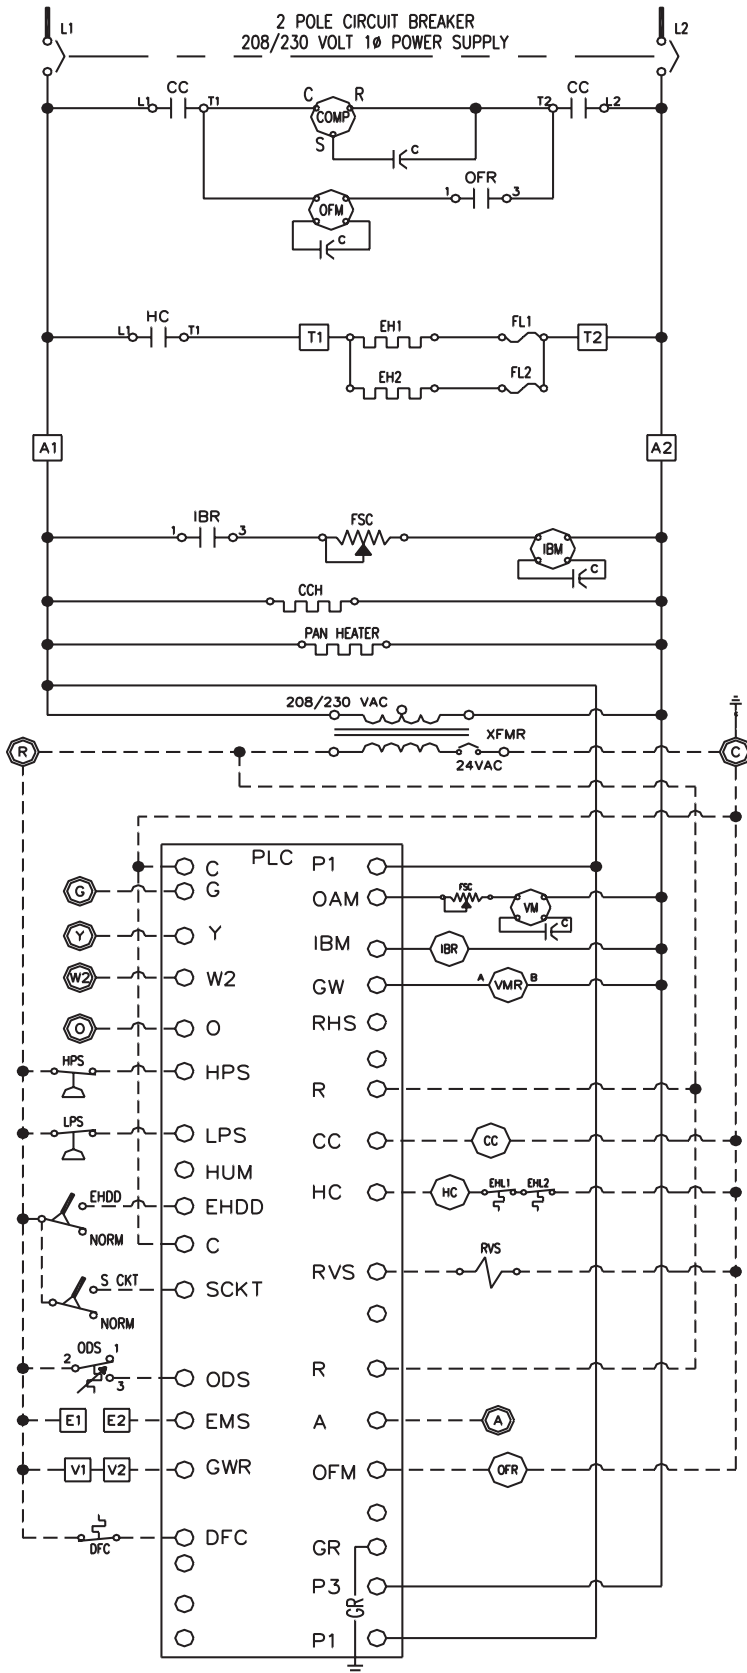 2 POLE CIRCUIT BREAKER
208/230 VOLT 1ø POWER SUPPLY
L1
L2
CC
L1 T1
C R
COMP
S
C
T2 L2
CC
OFM
C
OFR
1 3
HC
L1 T1
T1
EH1
FL1
T2
EH2
FL2
A1
A2
IBR
1 3
FSC
IBM
C
CCH
PAN HEATER
208/230 VAC
XFMR
24VAC
R
C
PLC
C
P1
G
G
OAM
FSC
VM
C
Y
Y
IBM
IBR
W2
W2
GW
A
VMR
B
O
O
RHS
HPS
HPS
R
LPS
LPS
CC
CC
HUM
HC
HC
EHL1
EHL2
EHDD
EHDD
NORM
C
RVS
RVS
S CKT
SCKT
NORM
ODS
1
2
3
ODS
R
E1
E2
EMS
A
A
V1
V2
GWR
OFM
OFR
DFC
DFC
GR
P3
GR
P1